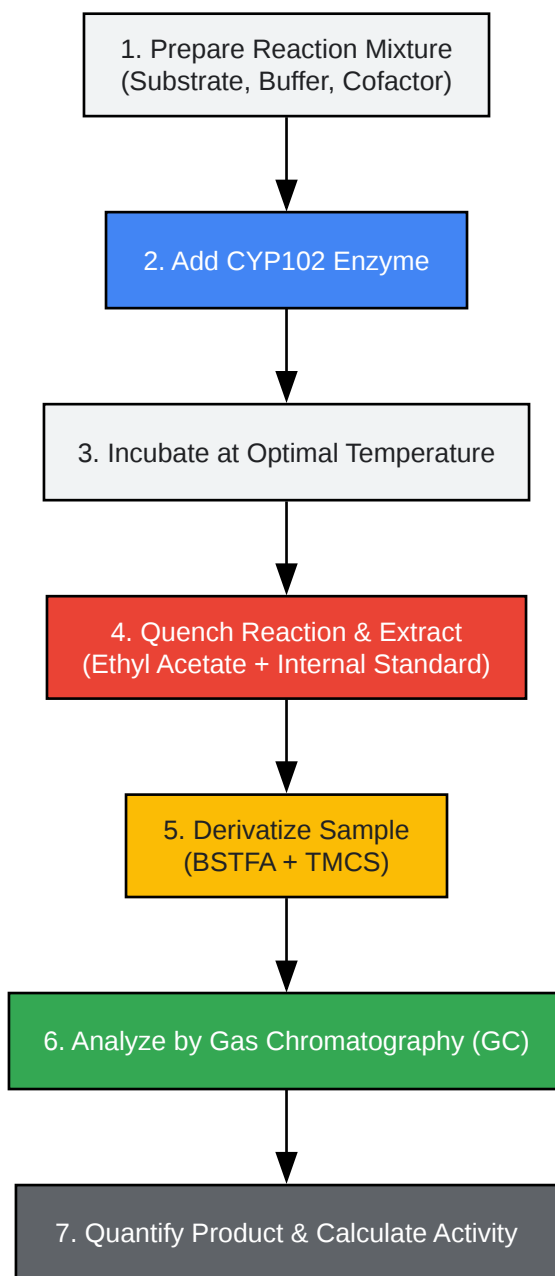 1. Prepare Reaction Mixture
(Substrate, Buffer, Cofactor)
2. Add CYP102 Enzyme
3. Incubate at Optimal Temperature
4. Quench Reaction & Extract
(Ethyl Acetate + Internal Standard)
5. Derivatize Sample
(BSTFA + TMCS)
6. Analyze by Gas Chromatography (GC)
7. Quantify Product & Calculate Activity